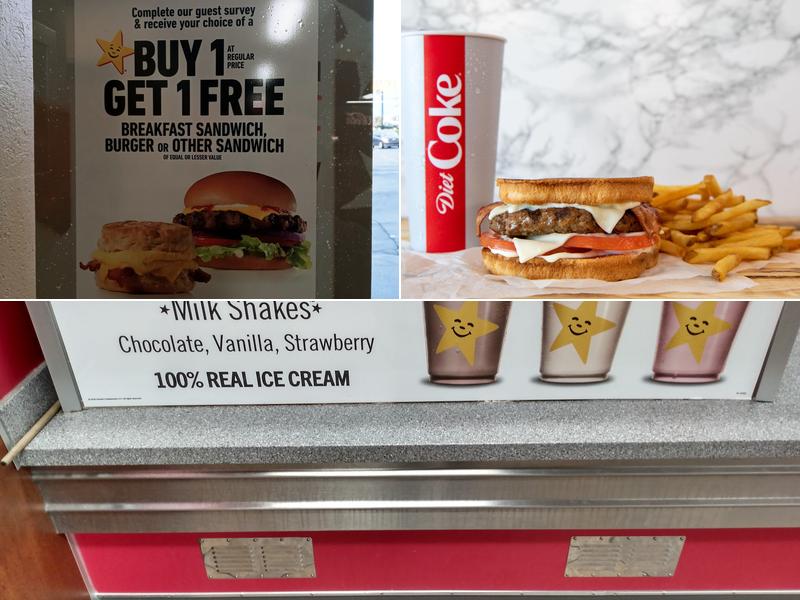 Complete our guest survey
& receive your choice of a
BUY 1 AT REGULAR PRICE
GET 1 FREE
BREAKFAST SANDWICH,
BURGER OR OTHER SANDWICH
OF EQUAL OR LESSER VALUE
Diet Coke
★Milk Shakes★
Chocolate, Vanilla, Strawberry
100% REAL ICE CREAM